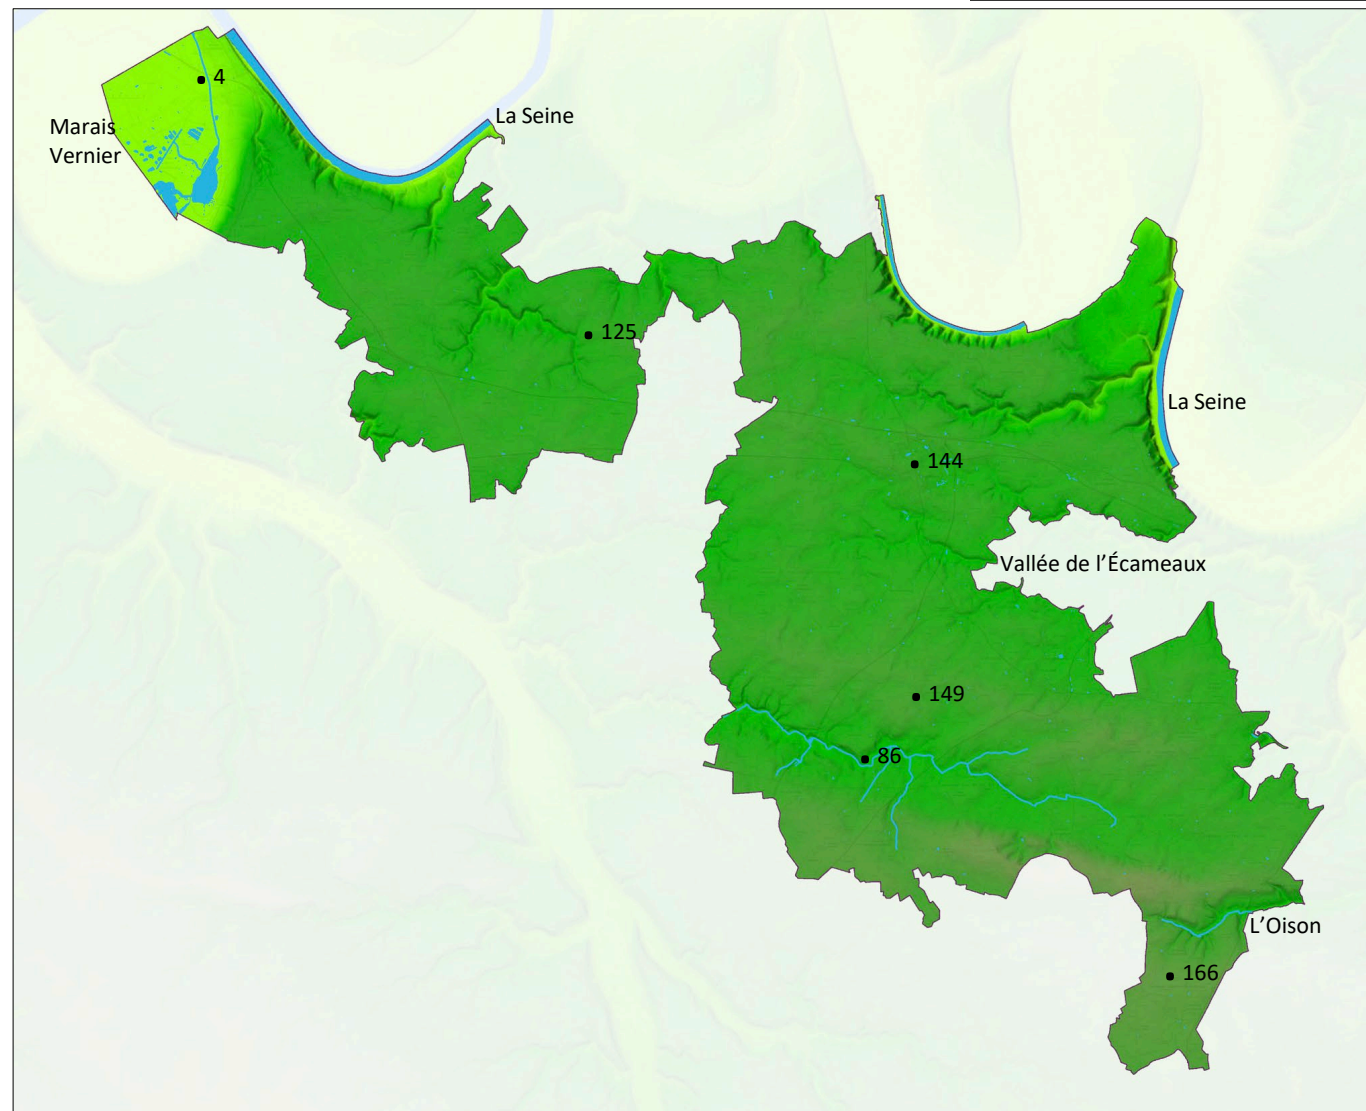 4
Marais
Vernier
La Seine
125
La Seine
144
Vallée de l'Écameaux
149
86
L'Oison
166